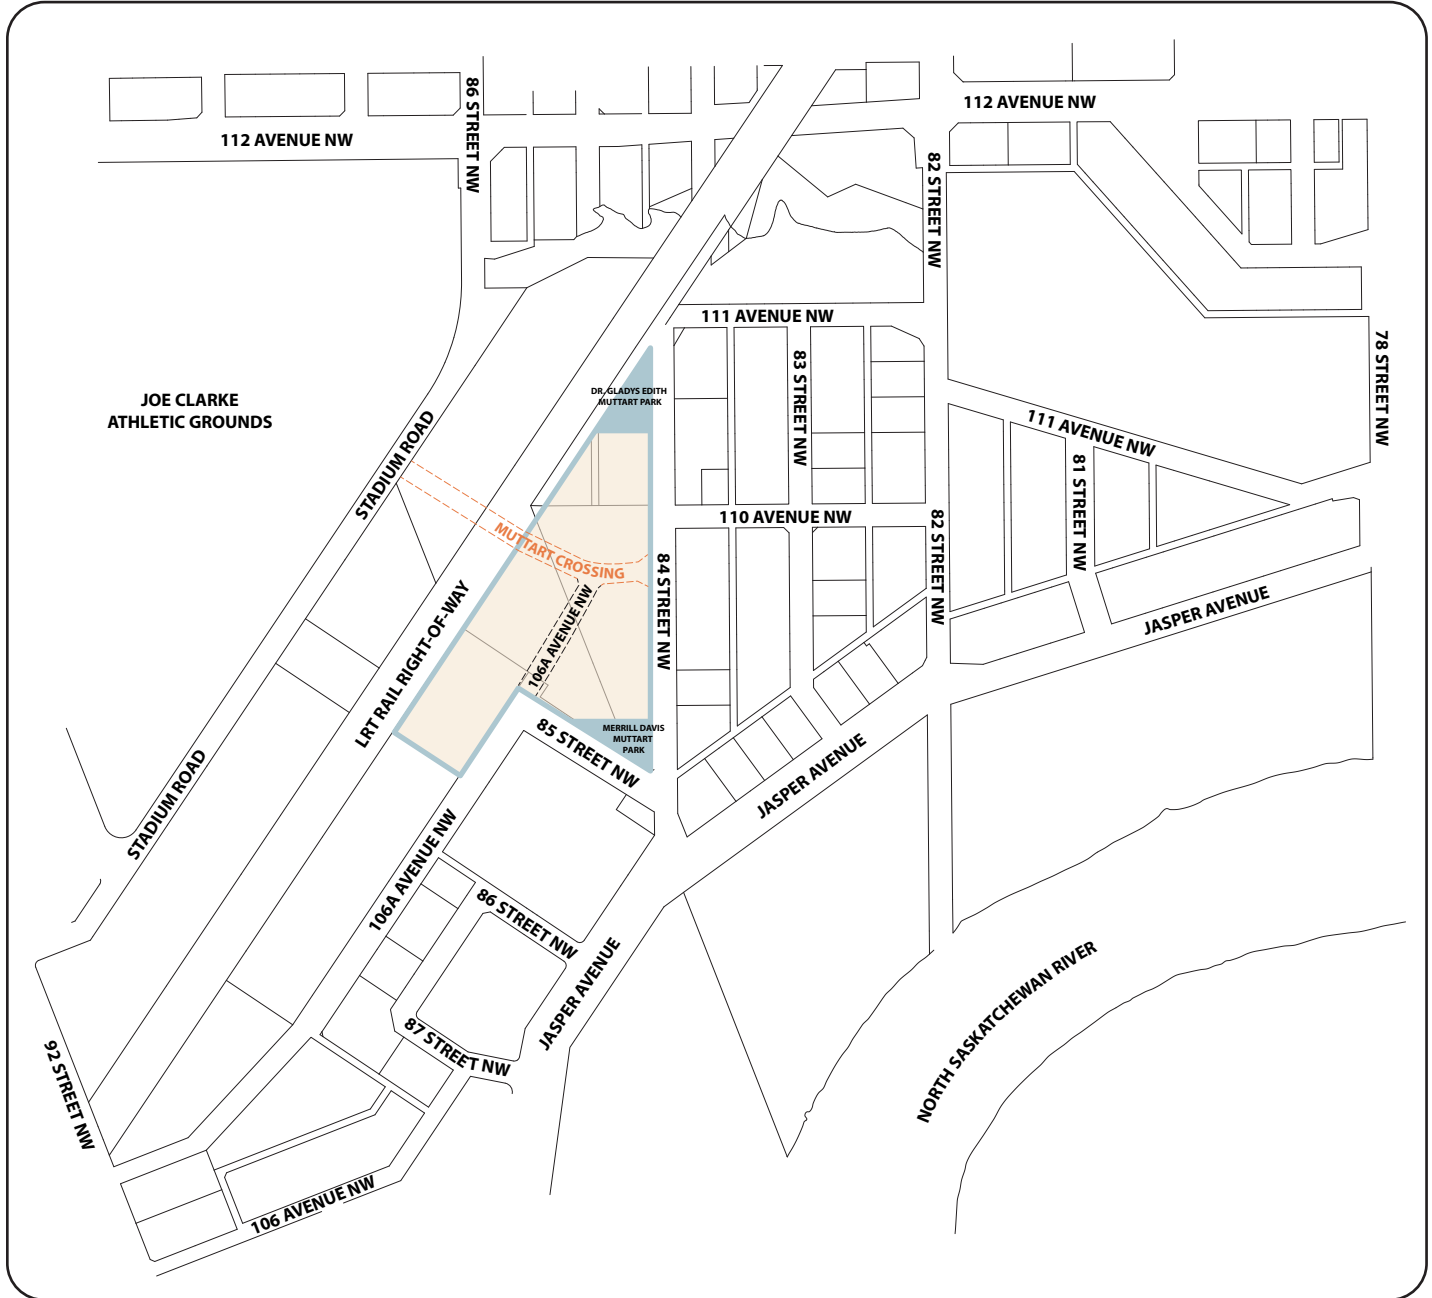 112 AVENUE NW
86 STREET NW
112 AVENUE NW
82 STREET NW
111 AVENUE NW
83 STREET NW
78 STREET NW
JOE CLARKE
ATHLETIC GROUNDS
DR. GLADYS EDITH
MUTTART PARK
STADIUM ROAD
111 AVENUE NW
81 STREET NW
110 AVENUE NW
82 STREET NW
MUTTART CROSSING
84 STREET NW
106A AVENUE NW
LRT RAIL RIGHT-OF-WAY
JASPER AVENUE
MERRILL DAVIS
MUTTART
PARK
85 STREET NW
STADIUM ROAD
JASPER AVENUE
106A AVENUE NW
86 STREET NW
JASPER AVENUE
NORTH SASKATCHEWAN RIVER
87 STREET NW
92 STREET NW
106 AVENUE NW